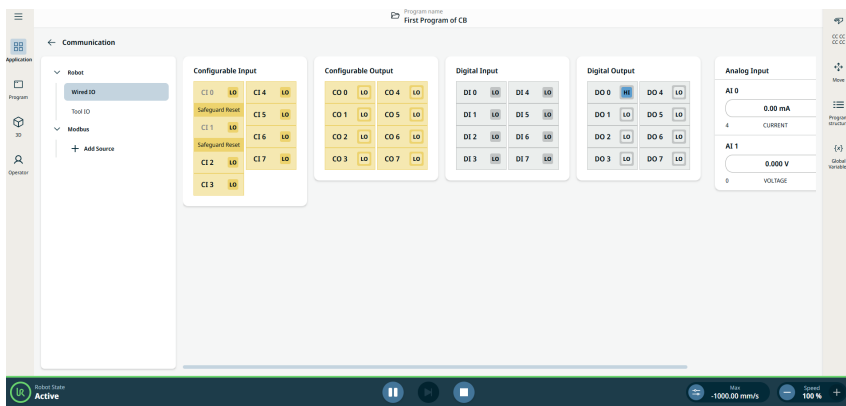 Program name
First Program of CB
Application
Program
3D
Operator
Communication
Robot
Wired IO
Tool IO
Modbus
Add Source
Configurable Input
CI 0 LO CI 4 LO
Safeguard Reset
CI 5 LO
CI 1 LO
CI 6 LO
Safeguard Reset
CI 2 LO CI 7 LO
CI 3 LO
Configurable Output
CO 0 LO CO 4 LO
CO 1 LO CO 5 LO
CO 2 LO CO 6 LO
CO 3 LO CO 7 LO
Digital Input
DI 0 LO DI 4 LO
DI 1 LO DI 5 LO
DI 2 LO DI 6 LO
DI 3 LO DI 7 LO
Digital Output
DO 0 HI DO 4 LO
DO 1 LO DO 5 LO
DO 2 LO DO 6 LO
DO 3 LO DO 7 LO
Analog Input
AI 0
0.00 mA
4 CURRENT
AI 1
0.000 V
0 VOLTAGE
CC CC
CC CC
Move
Program
structur
{x}
Global
Variable
UR
Robot State
Active
Max
-1000.00 mm/s
Speed
100 %